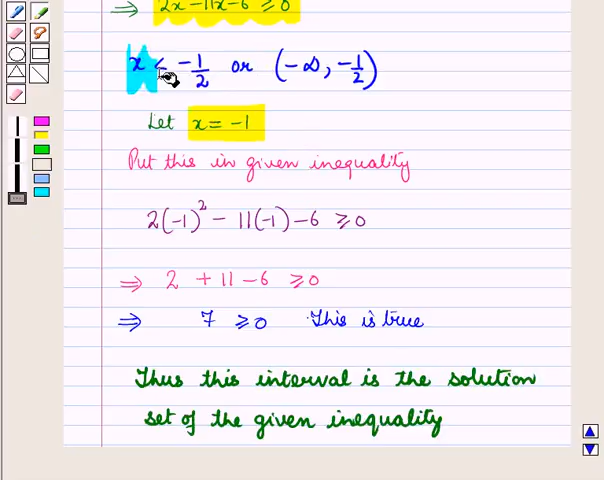 ⇒ 2x²-11x-6 ≥ 0
x < -1/2 or (-∞, -1/2)
Let x = -1
Put this in given inequality
2(-1)² - 11(-1) -6 ≥ 0
⇒ 2 + 11 -6 ≥ 0
⇒ 7 ≥ 0 This is true
Thus this interval is the solution
set of the given inequality